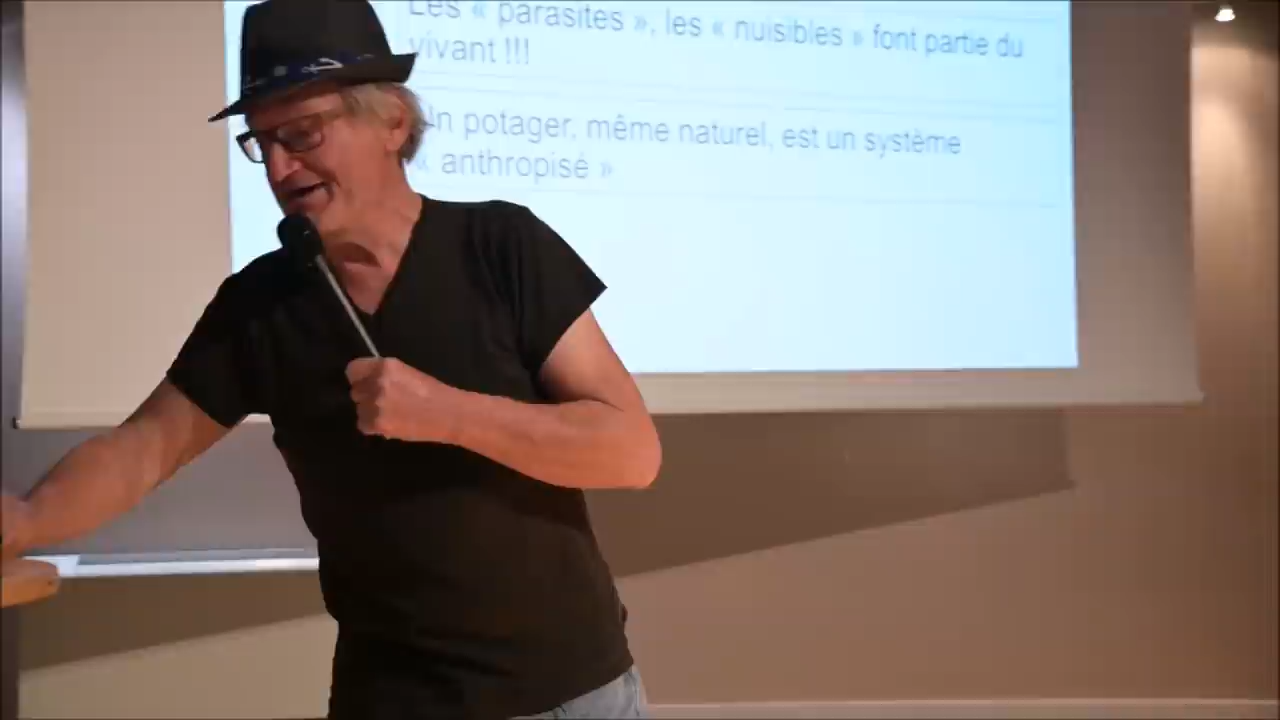 Les « parasites », les « nuisibles » font partie du
vivant !!!
Un potager, même naturel, est un système
« anthropisé »